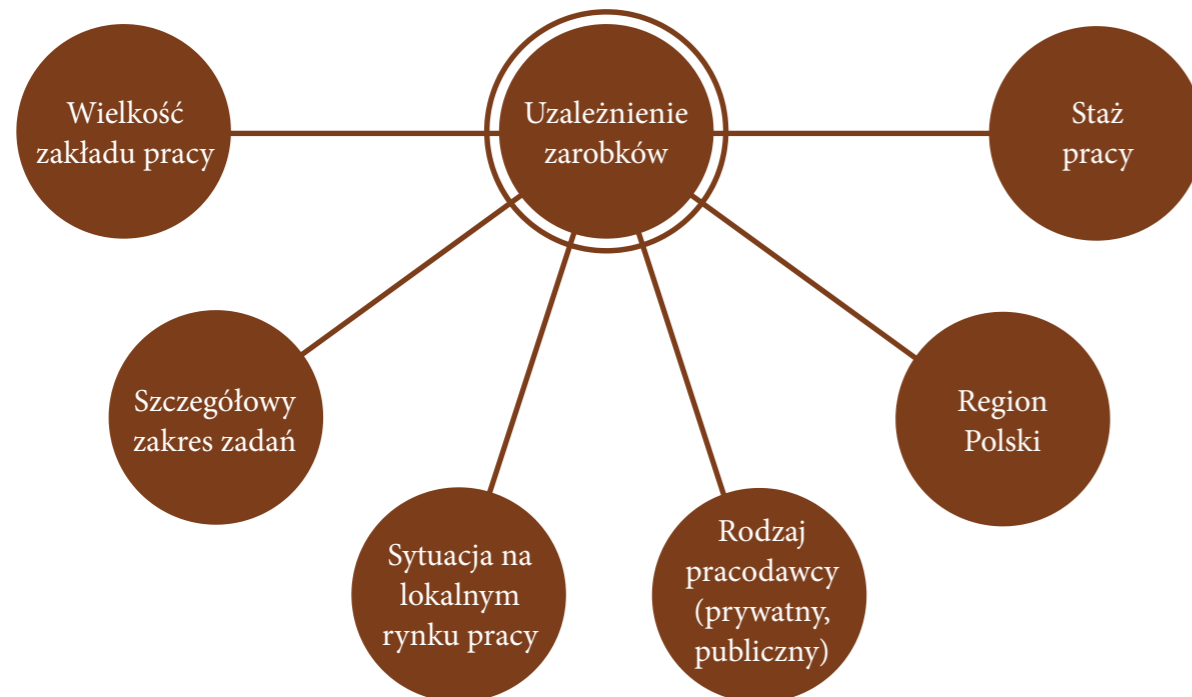 Wielkość
zakładu pracy
Uzależnienie
zarobków
Staż
pracy
Szczegółowy
zakres zadań
Region
Polski
Sytuacja na
lokalnym
rynku pracy
Rodzaj
pracodawcy
(prywatny,
publiczny)